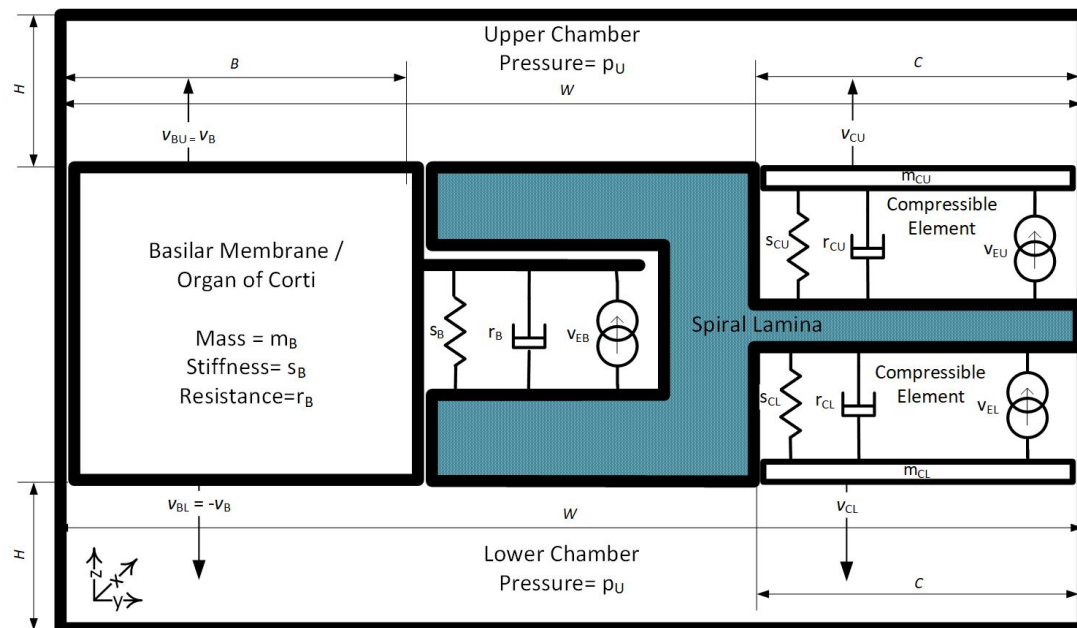 Upper Chamber
Pressure= pU
B
C
H
W
vBU = vB
vCU
mCU
Compressible
Element
sCU
rCU
vEU
Basilar Membrane /
Organ of Corti
Mass = mB
Stiffness= sB
Resistance=rB
sB
rB
vEB
Spiral Lamina
Compressible
Element
sCL
rCL
vEL
mCL
vBL = -vB
vCL
W
H
Lower Chamber
Pressure= pU
C
z
x
y